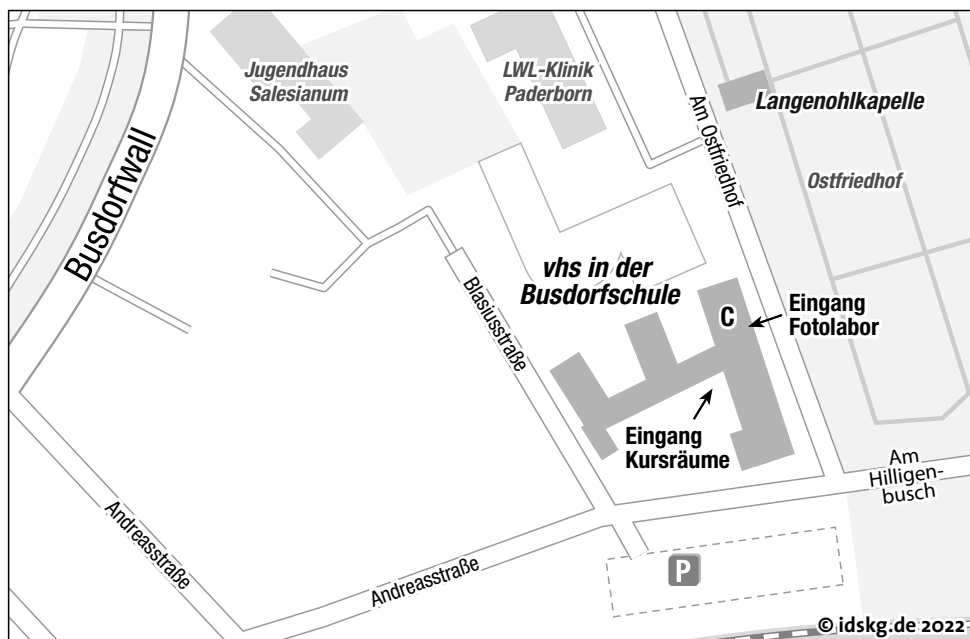 Jugendhaus
Salesianum
LWL-Klinik
Paderborn
Langenohlkapelle
Am Ostfriedhof
Ostfriedhof
Busdorfwall
vhs in der
Busdorfschule
Blasiusstraße
C
Eingang
Fotolabor
Eingang
Kursräume
Am
Hilligen-
busch
Andreasstraße
Andreasstraße
P
© idskg.de 2022